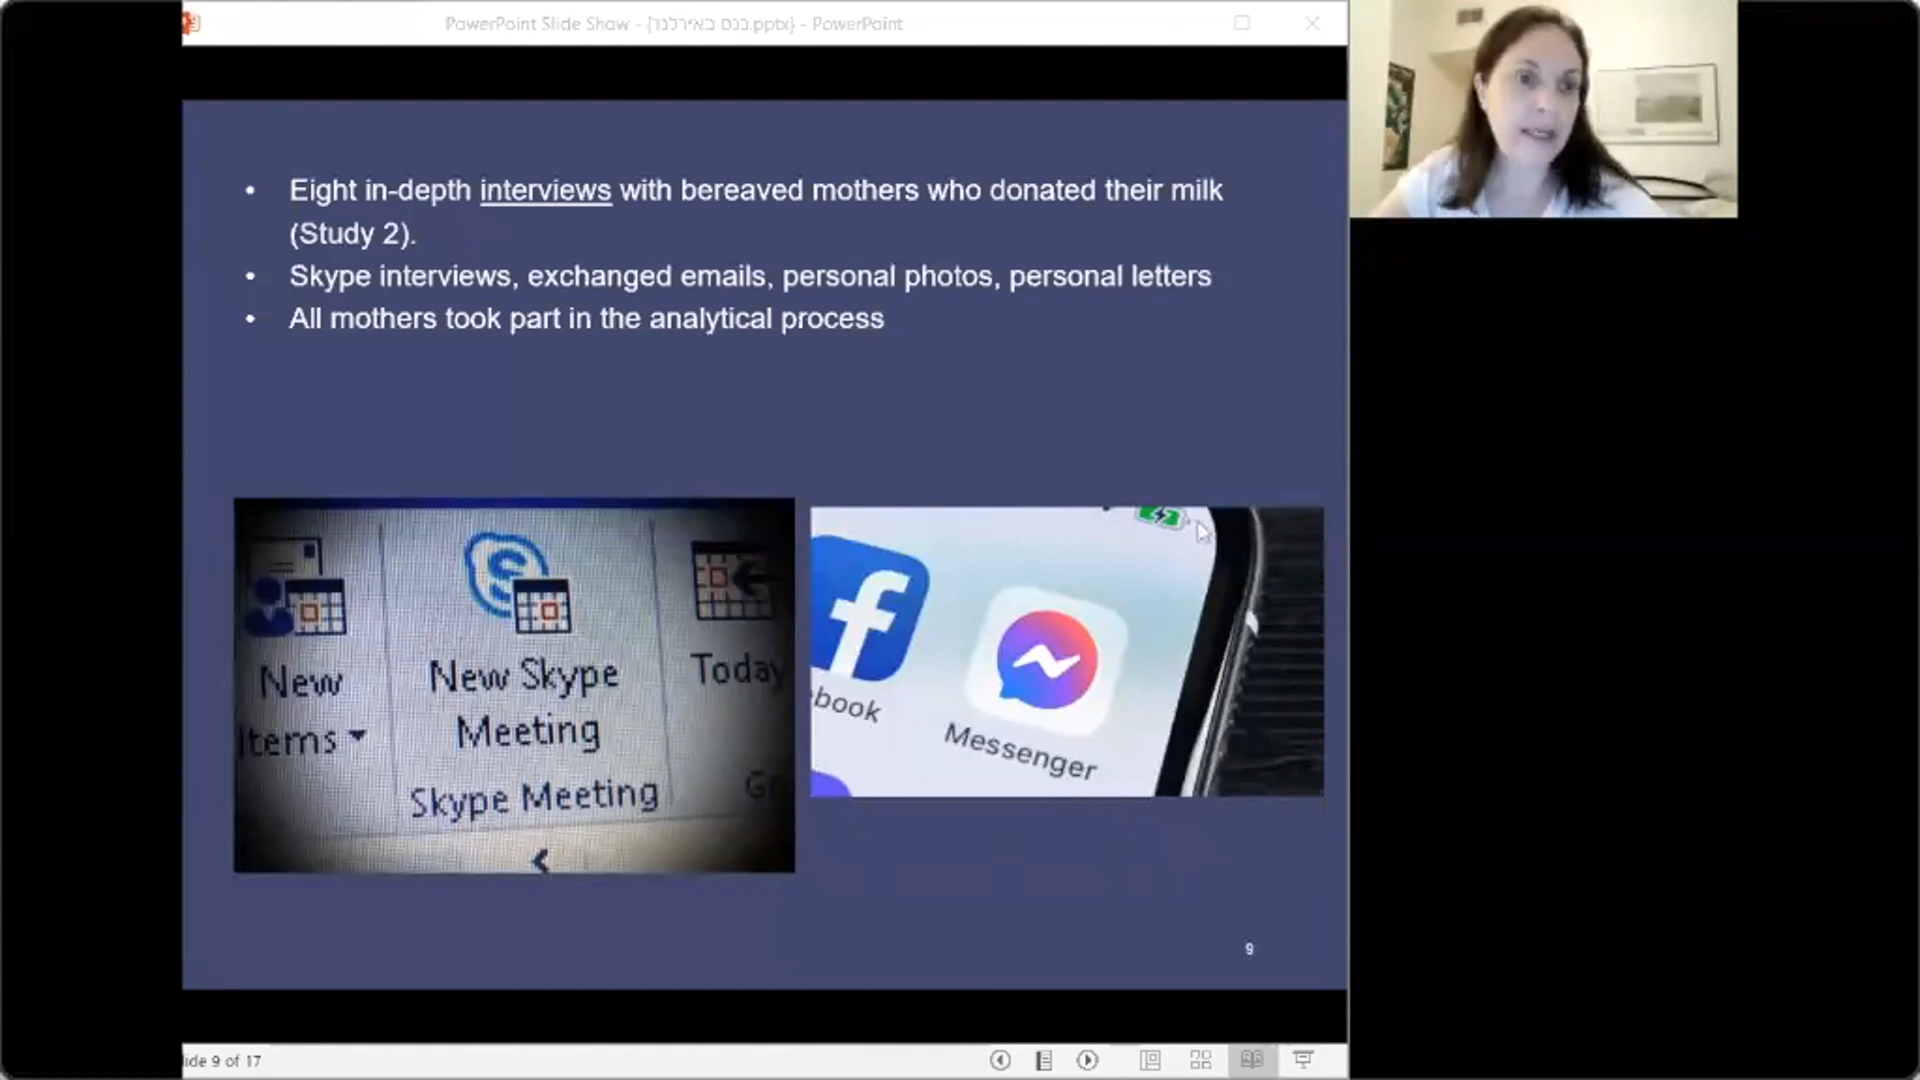 PowerPoint Slide Show - {כנס באירלנד.pptx} - PowerPoint
• Eight in-depth interviews with bereaved mothers who donated their milk
(Study 2).
• Skype interviews, exchanged emails, personal photos, personal letters
• All mothers took part in the analytical process
New
Items
New Skype
Meeting
Skype Meeting
Today
book
Messenger
9
lide 9 of 17